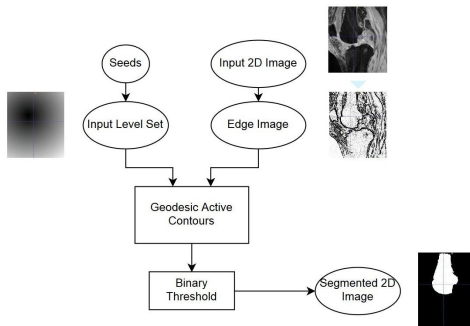 Seeds
Input 2D Image
Input Level Set
Edge Image
Geodesic Active
Contours
Binary
Threshold
Segmented 2D
Image